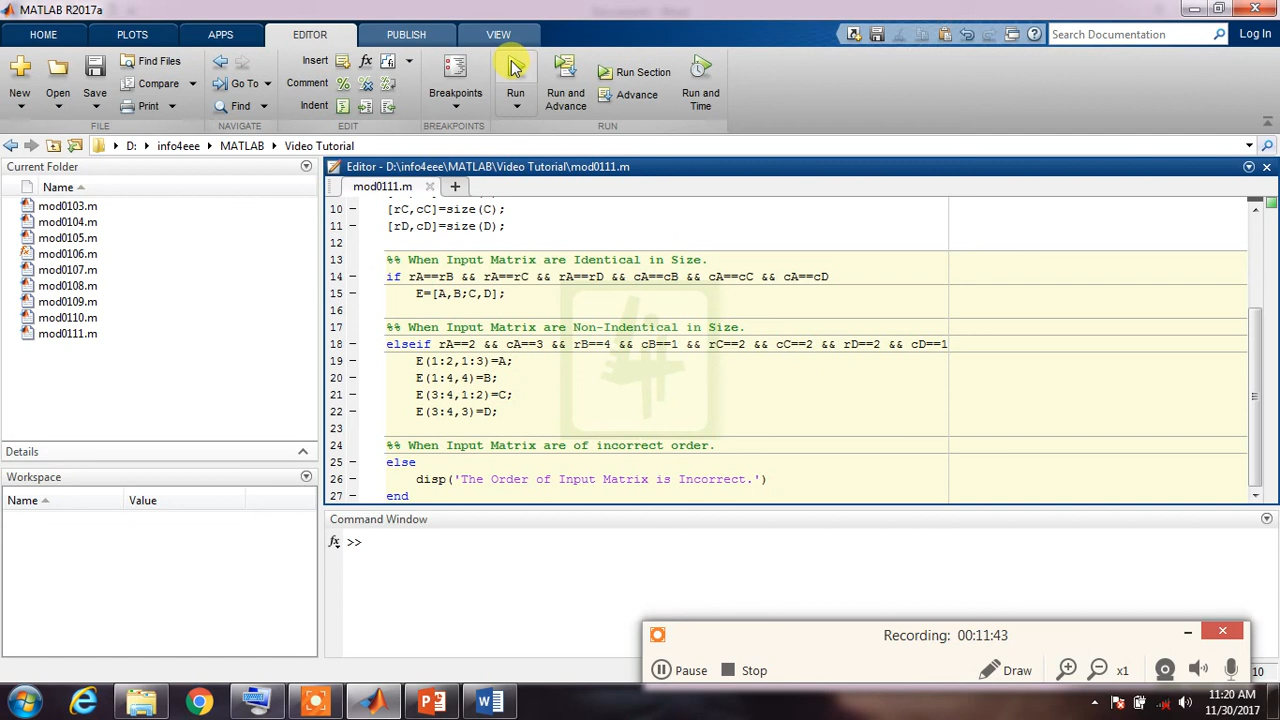 MATLAB R2017a
HOME PLOTS APPS EDITOR PUBLISH VIEW Search Documentation Log In
New Open Save Find Files Compare Print
Go To Find
Insert Comment Indent
Breakpoints Run Run and Advance Run Section Advance Run and Time
FILE NAVIGATE EDIT BREAKPOINTS RUN
D: info4eee MATLAB Video Tutorial
Current Folder
Name
mod0103.m
mod0104.m
mod0105.m
mod0106.m
mod0107.m
mod0108.m
mod0109.m
mod0110.m
mod0111.m
Details
Workspace
Name Value
Editor - D:\info4eee\MATLAB\Video Tutorial\mod0111.m
mod0111.m
10 [rC,cC]=size(C);
11 [rD,cD]=size(D);
12
13 %% When Input Matrix are Identical in Size.
14 if rA==rB && rA==rC && rA==rD && cA==cB && cA==cC && cA==cD
15 E=[A,B;C,D];
16
17 %% When Input Matrix are Non-Indentical in Size.
18 elseif rA==2 && cA==3 && rB==4 && cB==1 && rC==2 && cC==2 && rD==2 && cD==1
19 E(1:2,1:3)=A;
20 E(1:4,4)=B;
21 E(3:4,1:2)=C;
22 E(3:4,3)=D;
23
24 %% When Input Matrix are of incorrect order.
25 else
26 disp('The Order of Input Matrix is Incorrect.')
27 end
Command Window
fx >>
Recording: 00:11:43
Pause Stop Draw x1
10
11:20 AM
11/30/2017